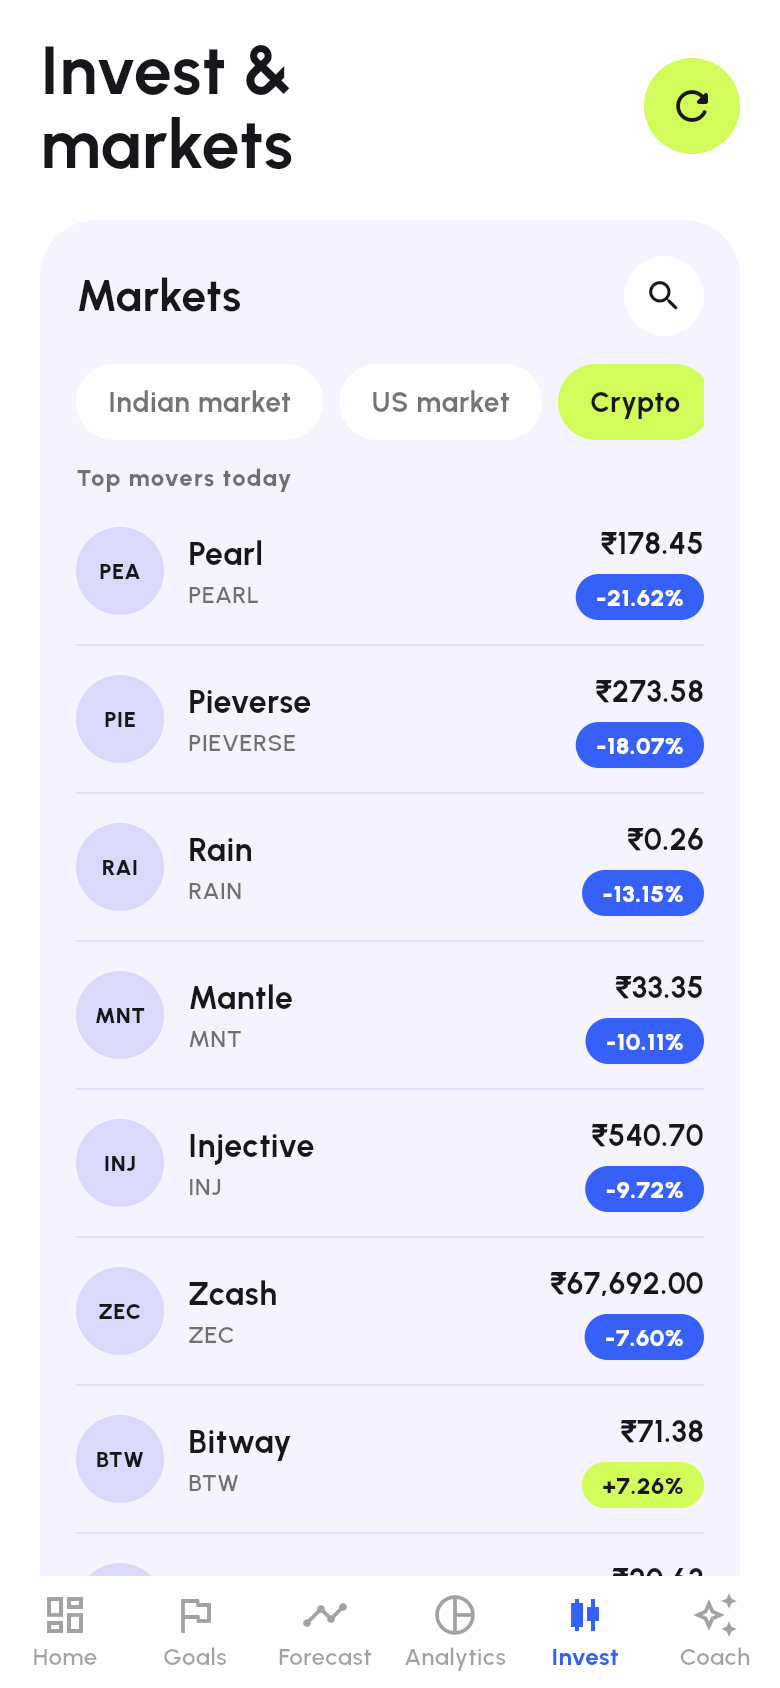 Invest &
markets
Markets
Indian market
US market
Crypto
Top movers today
PEA
Pearl
PEARL
₹178.45
-21.62%
PIE
Pieverse
PIEVERSE
₹273.58
-18.07%
RAI
Rain
RAIN
₹0.26
-13.15%
MNT
Mantle
MNT
₹33.35
-10.11%
INJ
Injective
INJ
₹540.70
-9.72%
ZEC
Zcash
ZEC
₹67,692.00
-7.60%
BTW
Bitway
BTW
₹71.38
+7.26%
Home
Goals
Forecast
Analytics
Invest
Coach